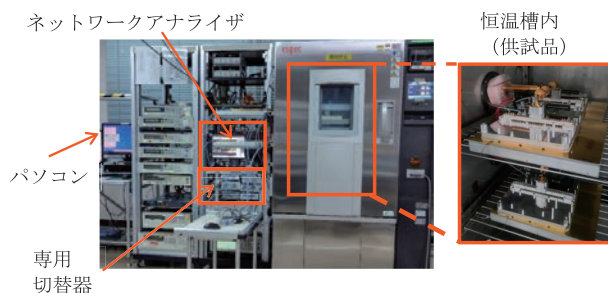 ネットワークアナライザ
恒温槽内
（供試品）
espec
パソコン
専用
切替器